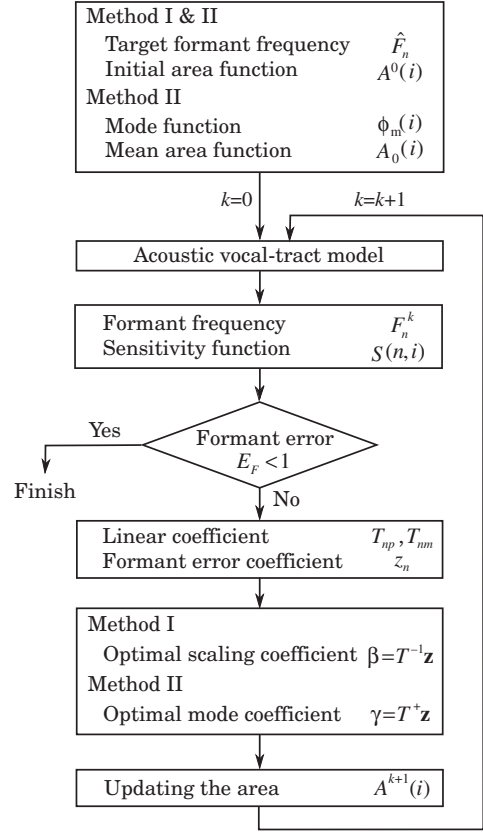 Method I & II
Target formant frequency F̂ₙ
Initial area function A⁰(i)
Method II
Mode function ϕₘ(i)
Mean area function A₀(i)
k=0
k=k+1
Acoustic vocal-tract model
Formant frequency Fₙᵏ
Sensitivity function S(n,i)
Yes
Formant error
E_F <1
Finish
No
Linear coefficient Tₙₚ, Tₙₘ
Formant error coefficient zₙ
Method I
Optimal scaling coefficient β=T⁻¹z
Method II
Optimal mode coefficient γ=T⁺z
Updating the area Aᵏ⁺¹(i)